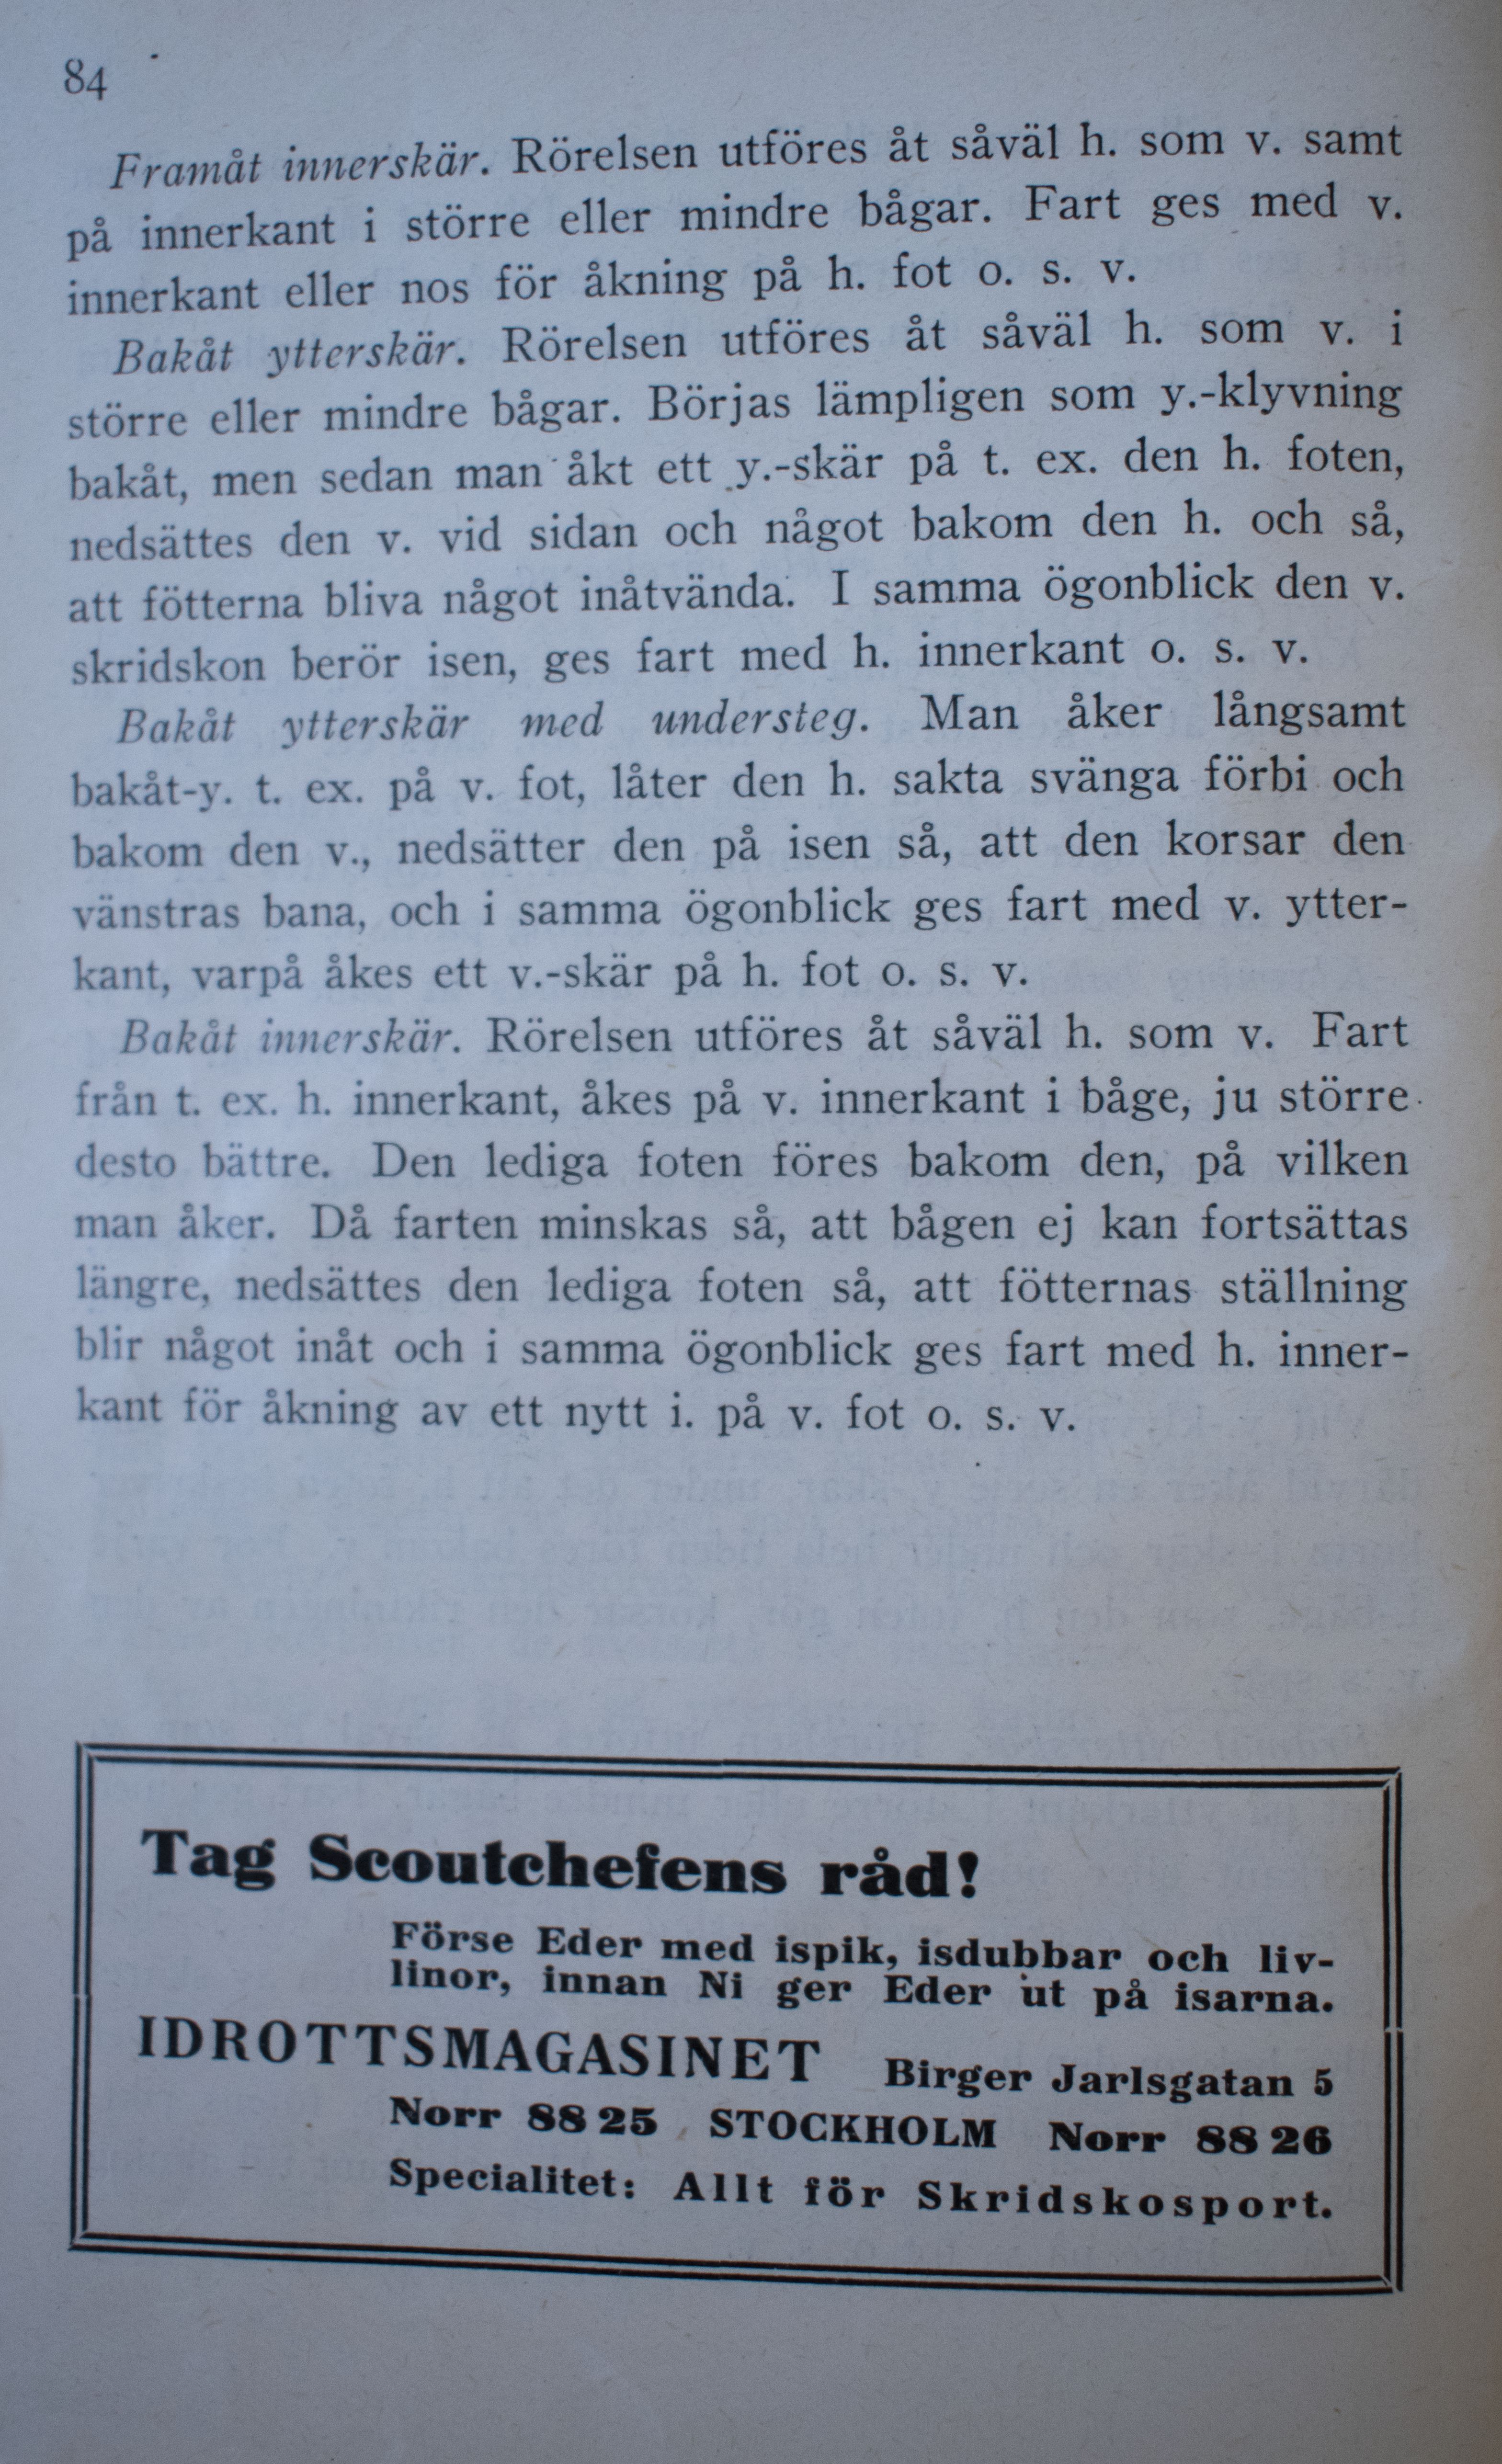 84
Framåt innerskär. Rörelsen utföres åt såväl h. som v. samt
på innerkant i större eller mindre bågar. Fart ges med v.
innerkant eller nos för åkning på h. fot o. s. v.
Bakåt ytterskär. Rörelsen utföres åt såväl h. som v. i
större eller mindre bågar. Börjas lämpligen som y.-klyvning
bakåt, men sedan man åkt ett y.-skär på t. ex. den h. foten,
nedsättes den v. vid sidan och något bakom den h. och så,
att fötterna bliva något inåtvända. I samma ögonblick den v.
skridskon berör isen, ges fart med h. innerkant o. s. v.
Bakåt ytterskär med understeg. Man åker långsamt
bakåt-y. t. ex. på v. fot, låter den h. sakta svänga förbi och
bakom den v., nedsätter den på isen så, att den korsar den
vänstras bana, och i samma ögonblick ges fart med v. ytter-
kant, varpå åkes ett v.-skär på h. fot o. s. v.
Bakåt innerskär. Rörelsen utföres åt såväl h. som v. Fart
från t. ex. h. innerkant, åkes på v. innerkant i båge, ju större
desto bättre. Den lediga foten föres bakom den, på vilken
man åker. Då farten minskas så, att bågen ej kan fortsättas
längre, nedsättes den lediga foten så, att fötternas ställning
blir något inåt och i samma ögonblick ges fart med h. inner-
kant för åkning av ett nytt i. på v. fot o. s. v.
Tag Scoutchefens råd!
Förse Eder med ispik, isdubbar och liv-
linor, innan Ni ger Eder ut på isarna.
IDROTTSMAGASINET Birger Jarlsgatan 5
Norr 88 25 STOCKHOLM Norr 88 26
Specialitet: Allt för Skridskosport.